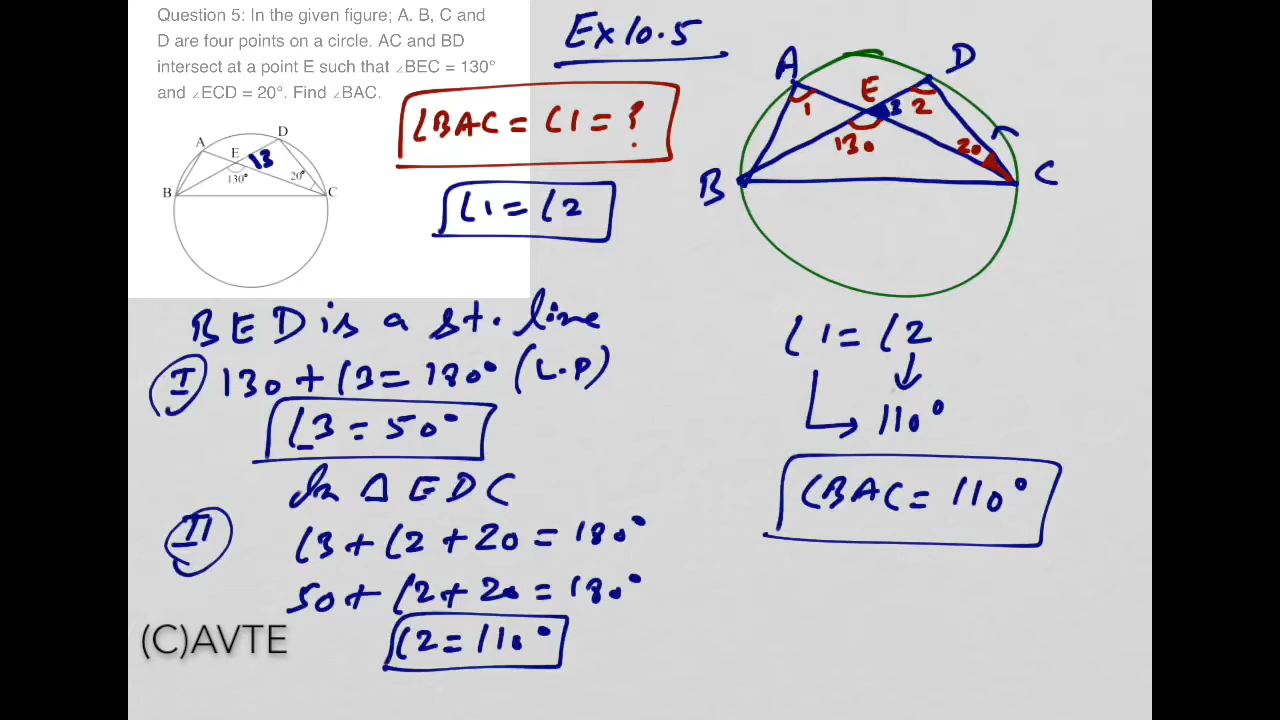 Question 5: In the given figure; A. B, C and
D are four points on a circle. AC and BD
intersect at a point E such that ∠BEC = 130°
and ∠ECD = 20°. Find ∠BAC.
A
D
E
3
130°
20°
B
C
Ex 10.5
∠BAC = ∠1 = ?
∠1 = ∠2
A
D
E
1
3
2
130
20
B
C
BED is a st. line
I 130 + ∠3 = 180° (L.P)
∠3 = 50°
In Δ EDC
II ∠3 + ∠2 + 20 = 180°
50 + ∠2 + 20 = 180°
∠2 = 110°
∠1 = ∠2
110°
∠BAC = 110°
(C)AVTE